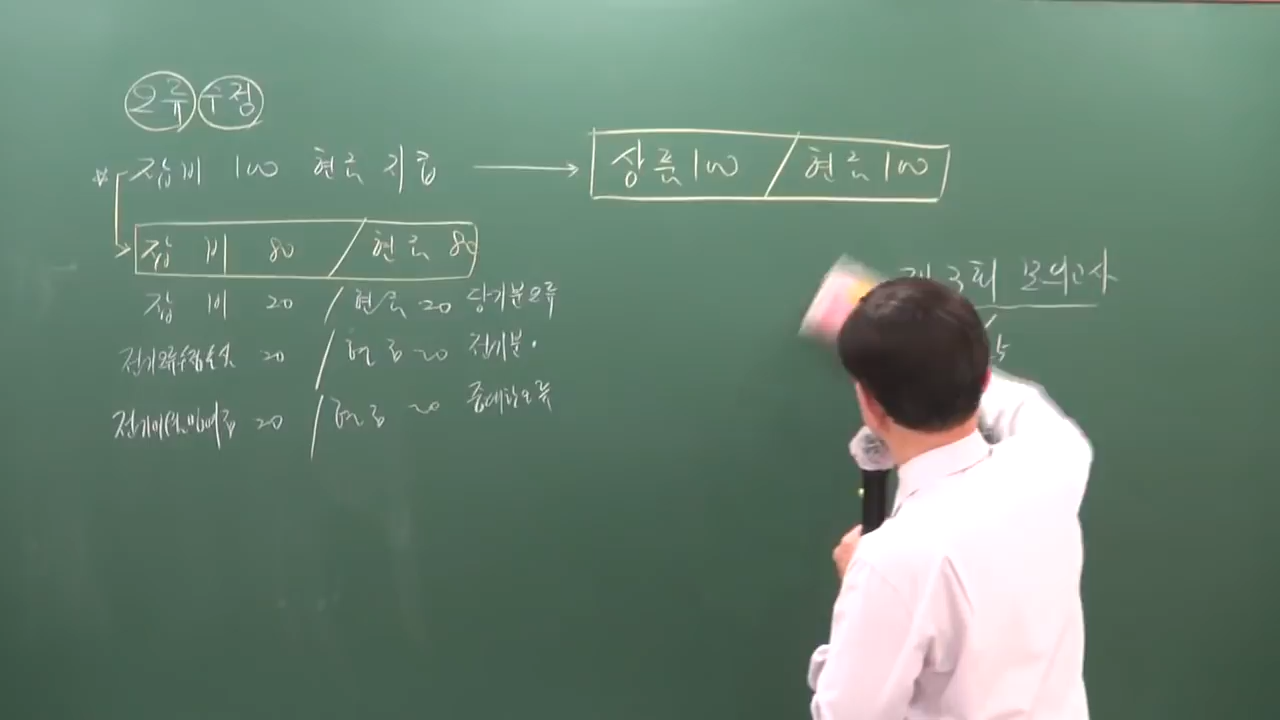 오류 수정
잡비 100 현금 지급 → 상품 100 / 현금 100
잡비 80 / 현금 80
잡비 20 / 현금 20 당기분오류
전기오류수정손실 20 / 현금 20 전기분 〃
전기이월이익잉여금 20 / 현금 20 중대한오류
제3회 모의고사